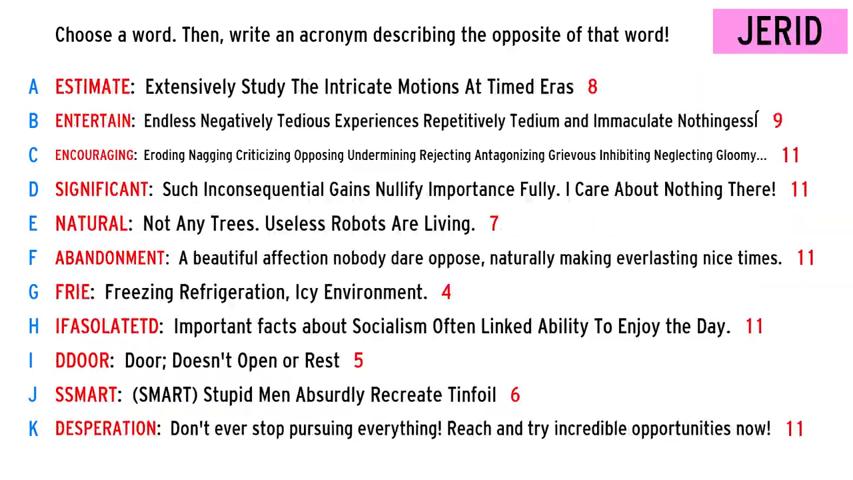 Choose a word. Then, write an acronym describing the opposite of that word!
JERID
A ESTIMATE: Extensively Study The Intricate Motions At Timed Eras 8
B ENTERTAIN: Endless Negatively Tedious Experiences Repetitively Tedium and Immaculate NothingessÍ 9
C ENCOURAGING: Eroding Nagging Criticizing Opposing Undermining Rejecting Antagonizing Grievous Inhibiting Neglecting Gloomy... 11
D SIGNIFICANT: Such Inconsequential Gains Nullify Importance Fully. I Care About Nothing There! 11
E NATURAL: Not Any Trees. Useless Robots Are Living. 7
F ABANDONMENT: A beautiful affection nobody dare oppose, naturally making everlasting nice times. 11
G FRIE: Freezing Refrigeration, Icy Environment. 4
H IFASOLATETD: Important facts about Socialism Often Linked Ability To Enjoy the Day. 11
I DDOOR: Door; Doesn't Open or Rest 5
J SSMART: (SMART) Stupid Men Absurdly Recreate Tinfoil 6
K DESPERATION: Don't ever stop pursuing everything! Reach and try incredible opportunities now! 11